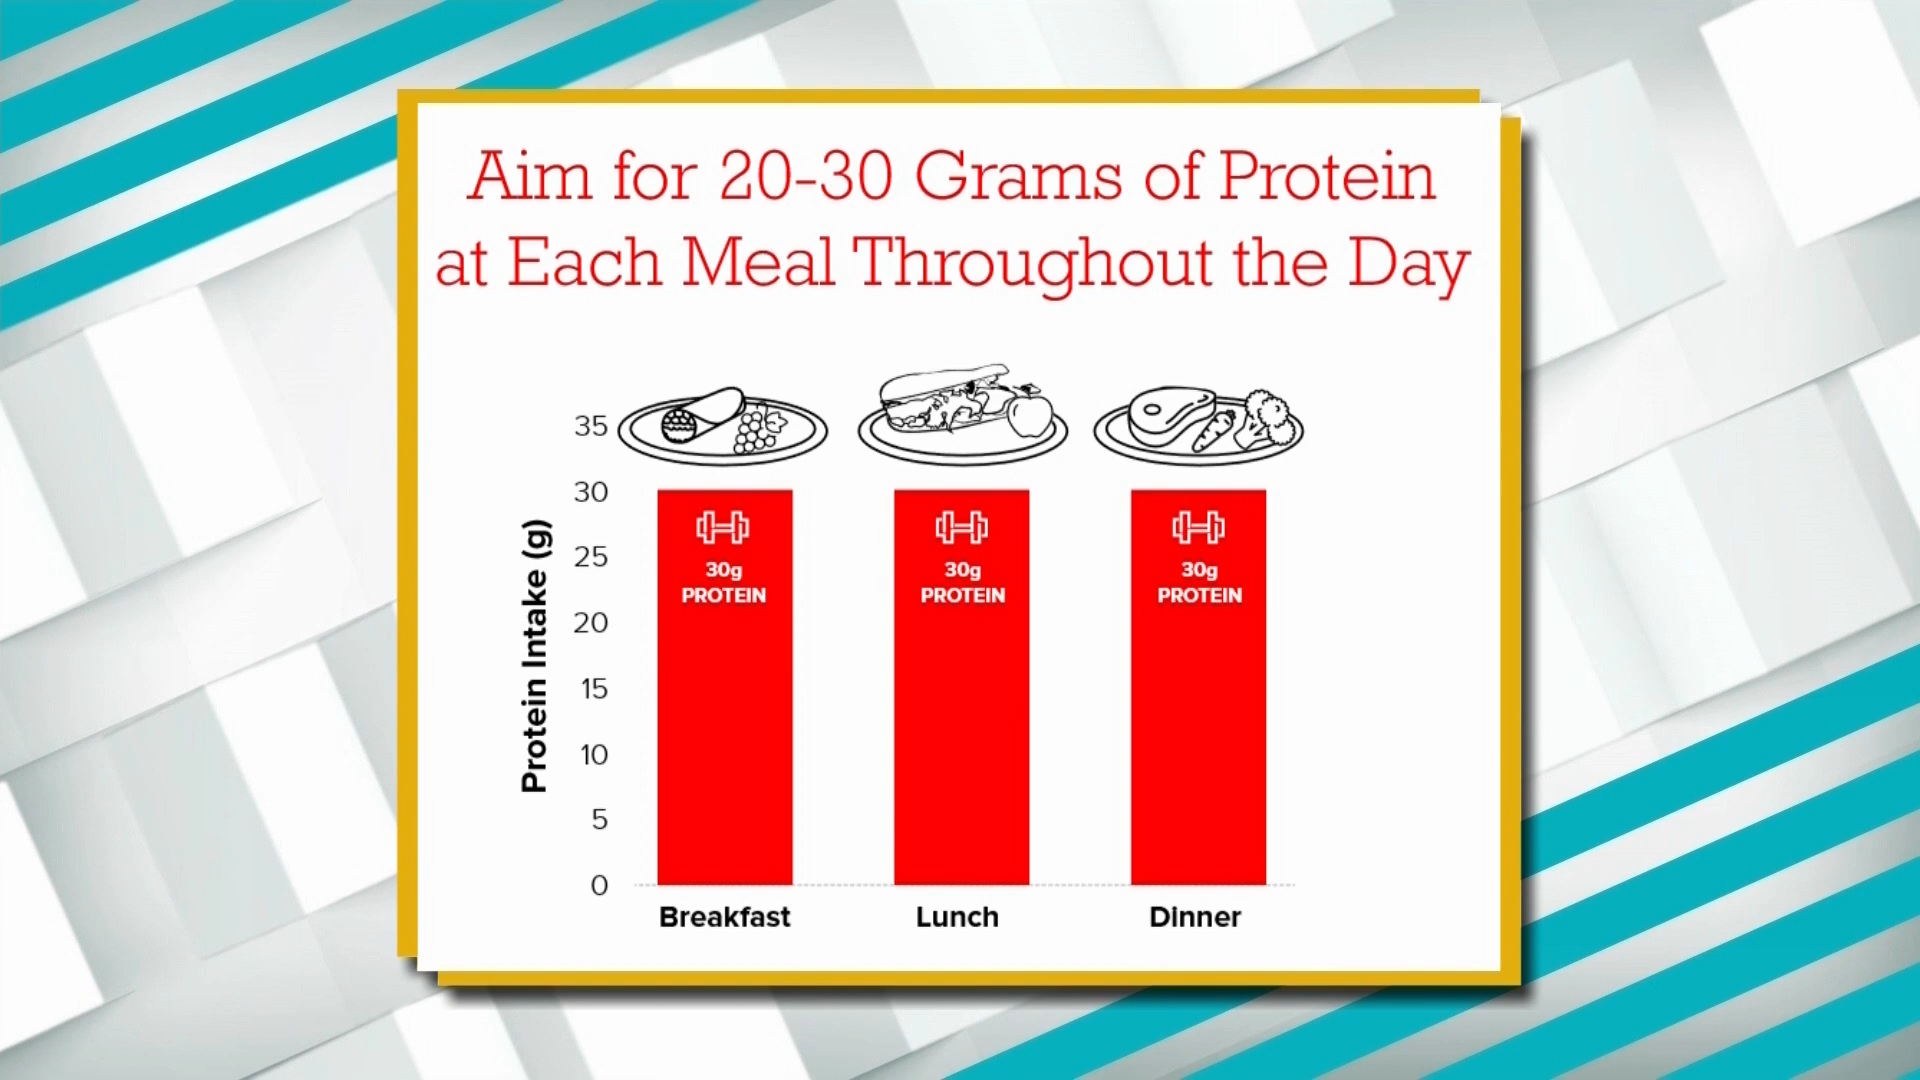 Aim for 20-30 Grams of Protein
at Each Meal Throughout the Day
Protein Intake (g)
35
30
25
20
15
10
5
0
30g
PROTEIN
30g
PROTEIN
30g
PROTEIN
Breakfast
Lunch
Dinner